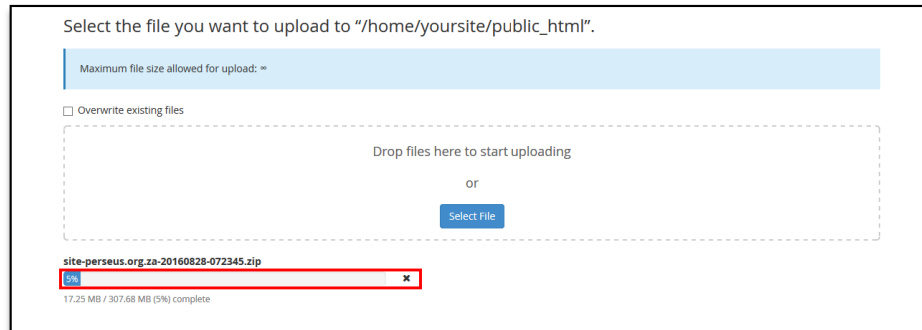 Select the file you want to upload to “/home/yoursite/public_html”.
Maximum file size allowed for upload: ∞
Overwrite existing files
Drop files here to start uploading
or
Select File
site-perseus.org.za-20160828-072345.zip
5%
17.25 MB / 307.68 MB (5%) complete